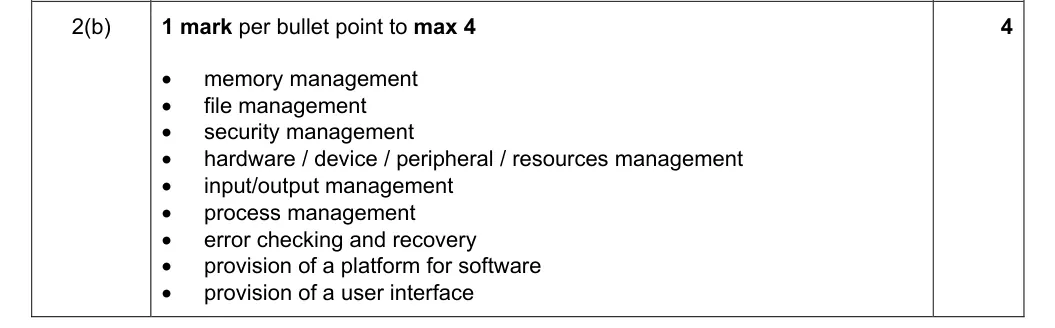 2(b) 1 mark per bullet point to max 4 4
• memory management
• file management
• security management
• hardware / device / peripheral / resources management
• input/output management
• process management
• error checking and recovery
• provision of a platform for software
• provision of a user interface